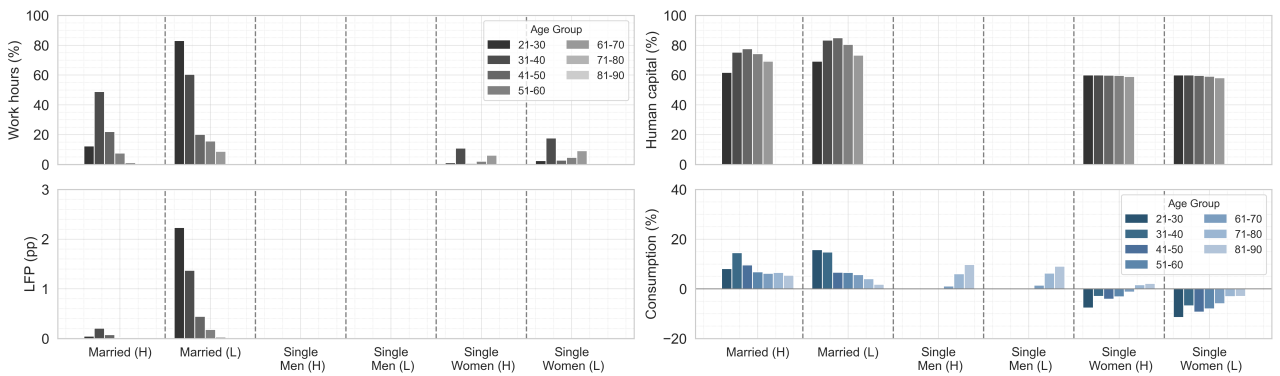 Work hours (%)
100
80
60
40
20
0
Age Group
21-30
31-40
41-50
51-60
61-70
71-80
81-90
Human capital (%)
100
80
60
40
20
0
LFP (pp)
3
2
1
0
Married (H)
Married (L)
Single
Men (H)
Single
Men (L)
Single
Women (H)
Single
Women (L)
Consumption (%)
40
20
0
−20
Age Group
21-30
31-40
41-50
51-60
61-70
71-80
81-90
Married (H)
Married (L)
Single
Men (H)
Single
Men (L)
Single
Women (H)
Single
Women (L)